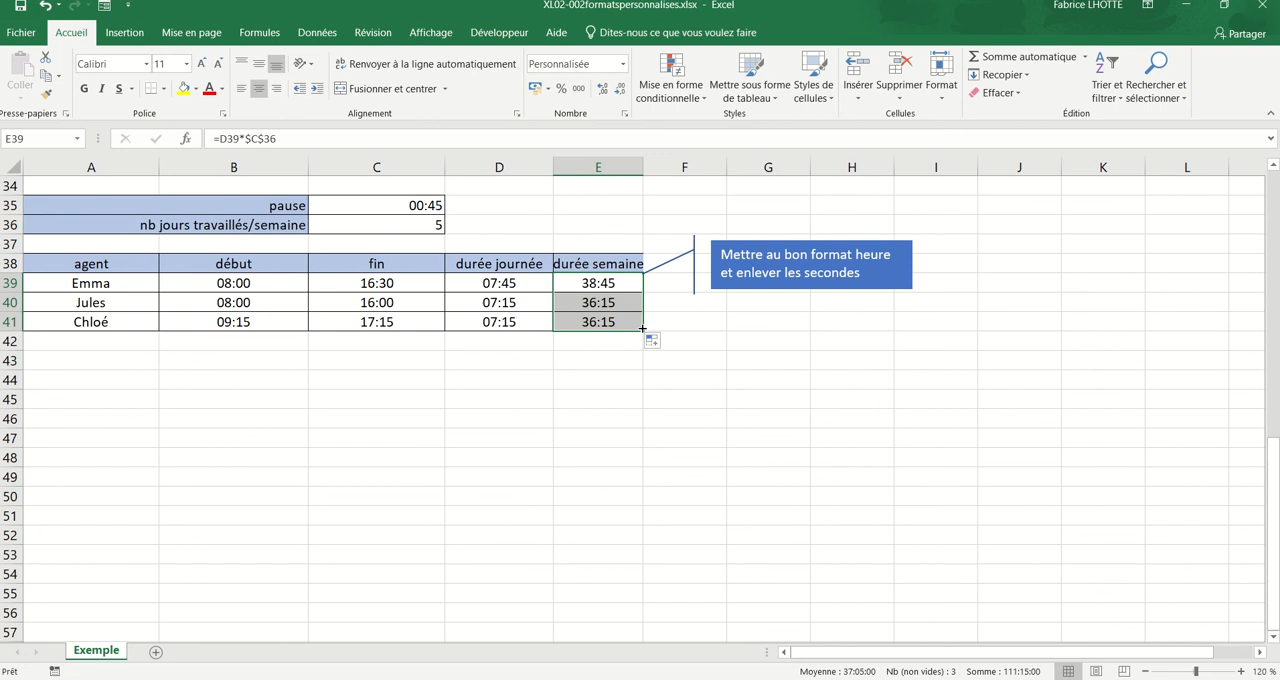 XL02-002formatspersonnalises.xlsx - Excel
Fabrice LHOTTE
Fichier Accueil Insertion Mise en page Formules Données Révision Affichage Développeur Aide Dites-nous ce que vous voulez faire Partager
Coller
Calibri 11
Renvoyer à la ligne automatiquement
Personnalisée
Mise en forme conditionnelle
Mettre sous forme de tableau
Styles de cellules
Insérer Supprimer Format
Somme automatique
Recopier
Effacer
Trier et filtrer
Rechercher et sélectionner
G I S
Fusionner et centrer
% 000
Presse-papiers Police Alignement Nombre Styles Cellules Édition
E39 fx =D39*$C$36
A B C D E F G H I J K L
34
35 pause 00:45
36 nb jours travaillés/semaine 5
37
38 agent début fin durée journée durée semaine
39 Emma 08:00 16:30 07:45 38:45
40 Jules 08:00 16:00 07:15 36:15
41 Chloé 09:15 17:15 07:15 36:15
Mettre au bon format heure
et enlever les secondes
42
43
44
45
46
47
48
49
50
51
52
53
54
55
56
57
Exemple
Prêt
Moyenne : 37:05:00 Nb (non vides) : 3 Somme : 111:15:00
120 %